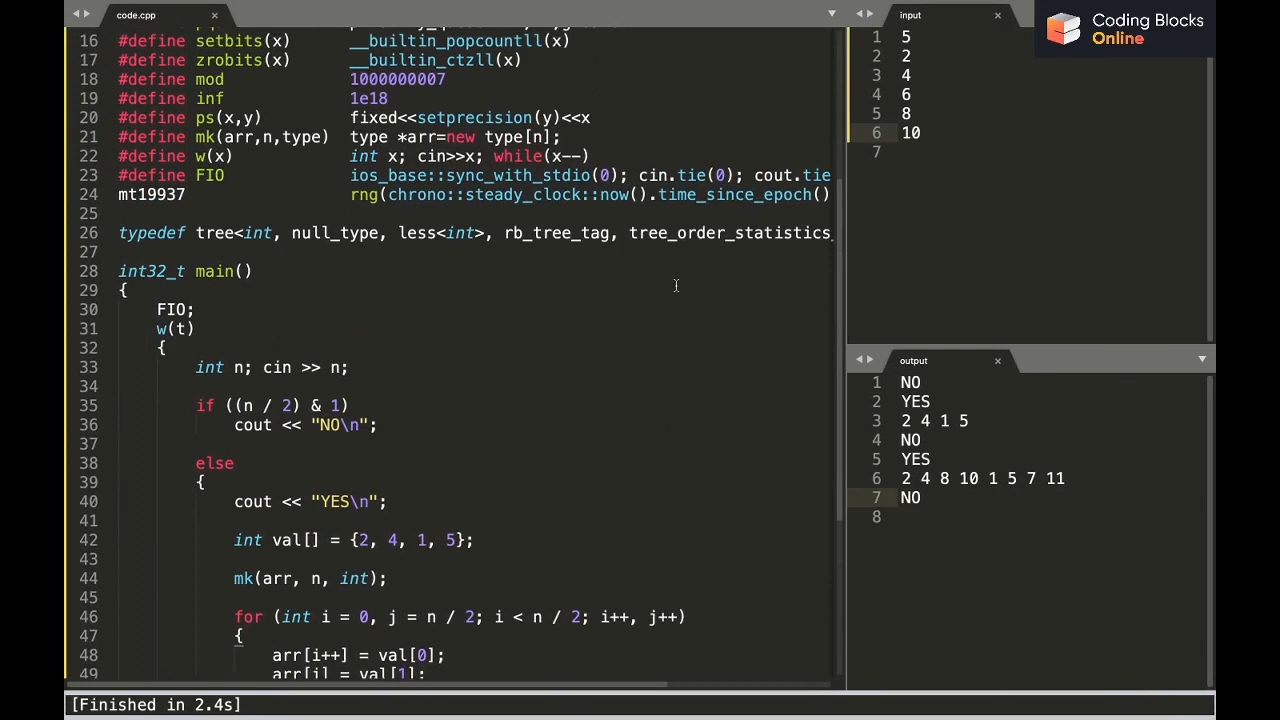 code.cpp
16 #define setbits(x) __builtin_popcountll(x)
17 #define zrobits(x) __builtin_ctzll(x)
18 #define mod 1000000007
19 #define inf 1e18
20 #define ps(x,y) fixed<<setprecision(y)<<x
21 #define mk(arr,n,type) type *arr=new type[n];
22 #define w(x) int x; cin>>x; while(x--)
23 #define FIO ios_base::sync_with_stdio(0); cin.tie(0); cout.tie
24 mt19937 rng(chrono::steady_clock::now().time_since_epoch()
25
26 typedef tree<int, null_type, less<int>, rb_tree_tag, tree_order_statistics_
27
28 int32_t main()
29 {
30 FIO;
31 w(t)
32 {
33 int n; cin >> n;
34
35 if ((n / 2) & 1)
36 cout << "NO\n";
37
38 else
39 {
40 cout << "YES\n";
41
42 int val[] = {2, 4, 1, 5};
43
44 mk(arr, n, int);
45
46 for (int i = 0, j = n / 2; i < n / 2; i++, j++)
47 {
48 arr[i++] = val[0];
49 arr[i] = val[1];
[Finished in 2.4s]
input
1 5
2 2
3 4
4 6
5 8
6 10
7
output
1 NO
2 YES
3 2 4 1 5
4 NO
5 YES
6 2 4 8 10 1 5 7 11
7 NO
8
Coding Blocks
Online